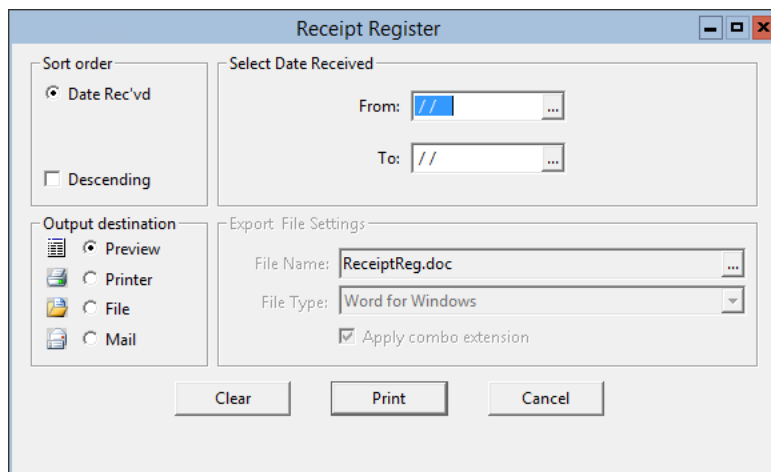 Receipt Register
Sort order
Date Rec'vd
Descending
Select Date Received
From: / / ...
To: / / ...
Output destination
Preview
Printer
File
Mail
Export File Settings
File Name: ReceiptReg.doc ...
File Type: Word for Windows
Apply combo extension
Clear Print Cancel